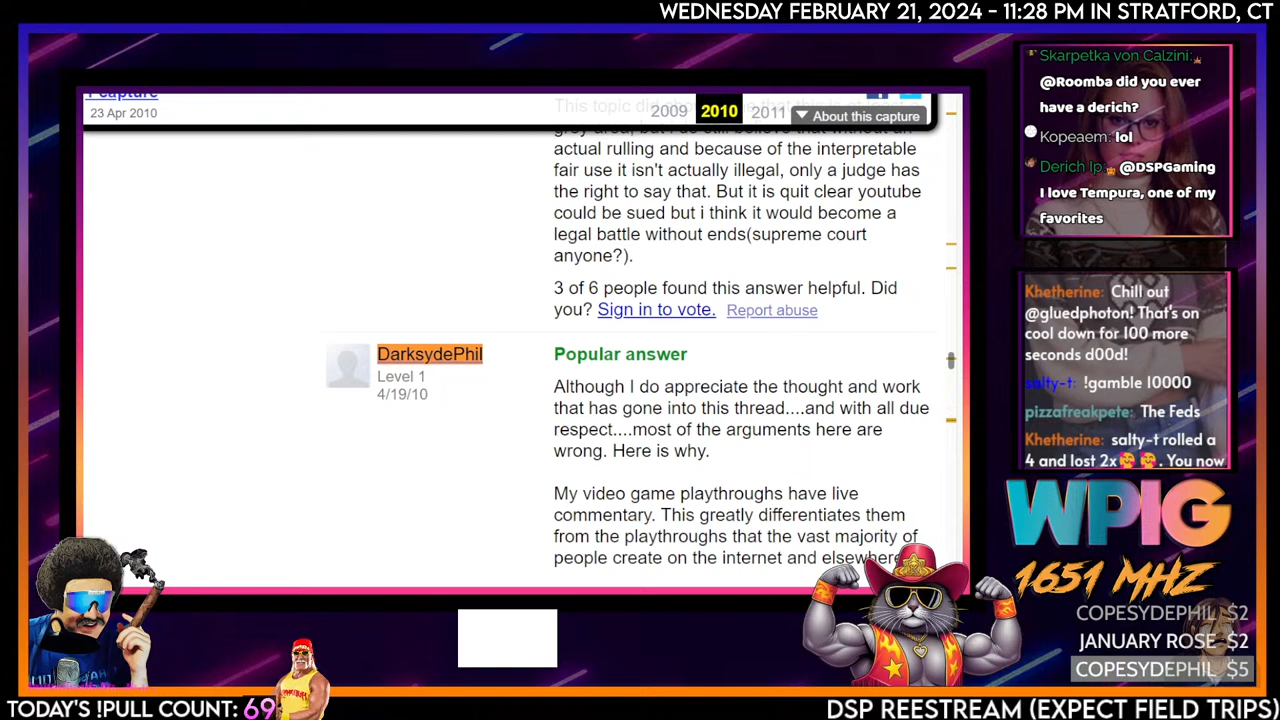 WEDNESDAY FEBRUARY 21, 2024 - 11:28 PM IN STRATFORD, CT
1 capture
23 Apr 2010
2009 2010 2011 About this capture
actual rulling and because of the interpretable
fair use it isn't actually illegal, only a judge has
the right to say that. But it is quit clear youtube
could be sued but i think it would become a
legal battle without ends(supreme court
anyone?).
3 of 6 people found this answer helpful. Did
you? Sign in to vote. Report abuse
DarksydePhil
Level 1
4/19/10
Popular answer
Although I do appreciate the thought and work
that has gone into this thread....and with all due
respect....most of the arguments here are
wrong. Here is why.
My video game playthroughs have live
commentary. This greatly differentiates them
from the playthroughs that the vast majority of
people create on the internet and elsewhere
Skarpetka von Calzini:
@Roomba did you ever
have a derich?
Kopeaem: lol
Derich Ip: @DSPGaming
I love Tempura, one of my
favorites
Khetherine: Chill out
@gluedphoton! That's on
cool down for 100 more
seconds d00d!
salty-t: !gamble 10000
pizzafreakpete: The Feds
Khetherine: salty-t rolled a
4 and lost 2x. You now
WPIG
1651 MHZ
COPESYDEPHIL $2
JANUARY ROSE $2
COPESYDEPHIL $5
TODAY'S !PULL COUNT: 69
DSP REESTREAM (EXPECT FIELD TRIPS)